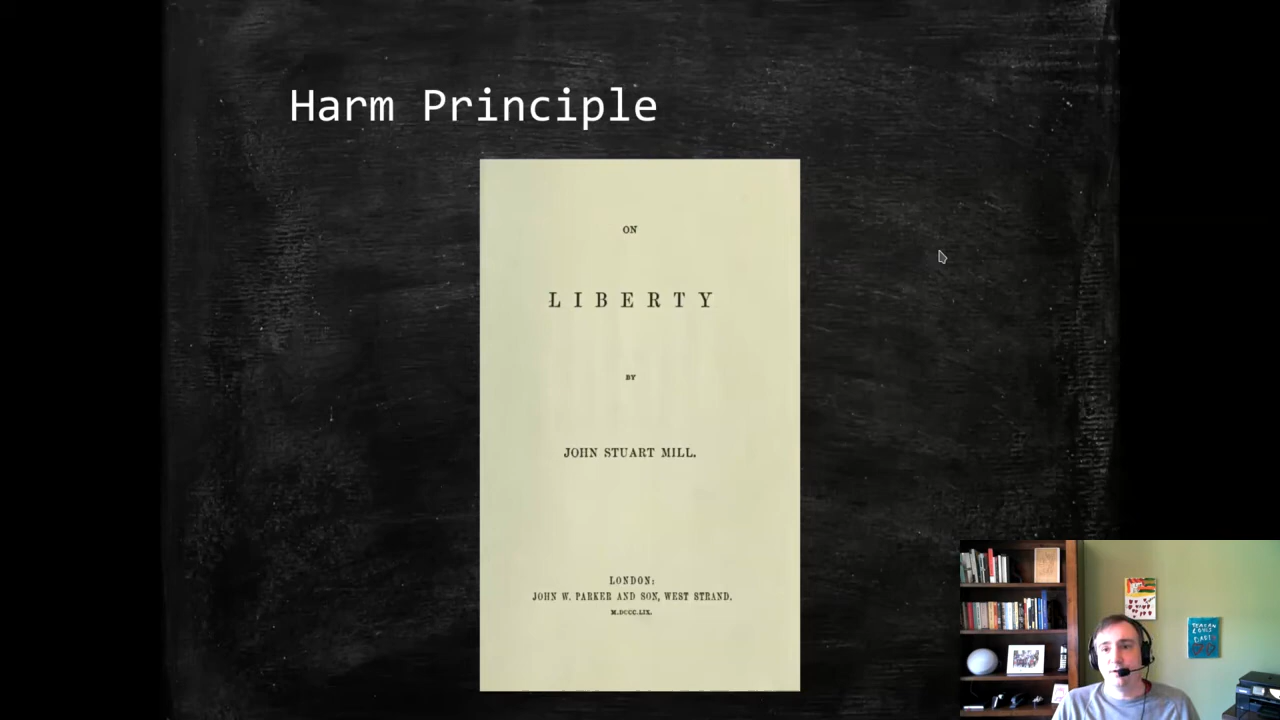 Harm Principle
ON
LIBERTY
BY
JOHN STUART MILL.
LONDON:
JOHN W. PARKER AND SON, WEST STRAND.
M.DCCC.LIX.